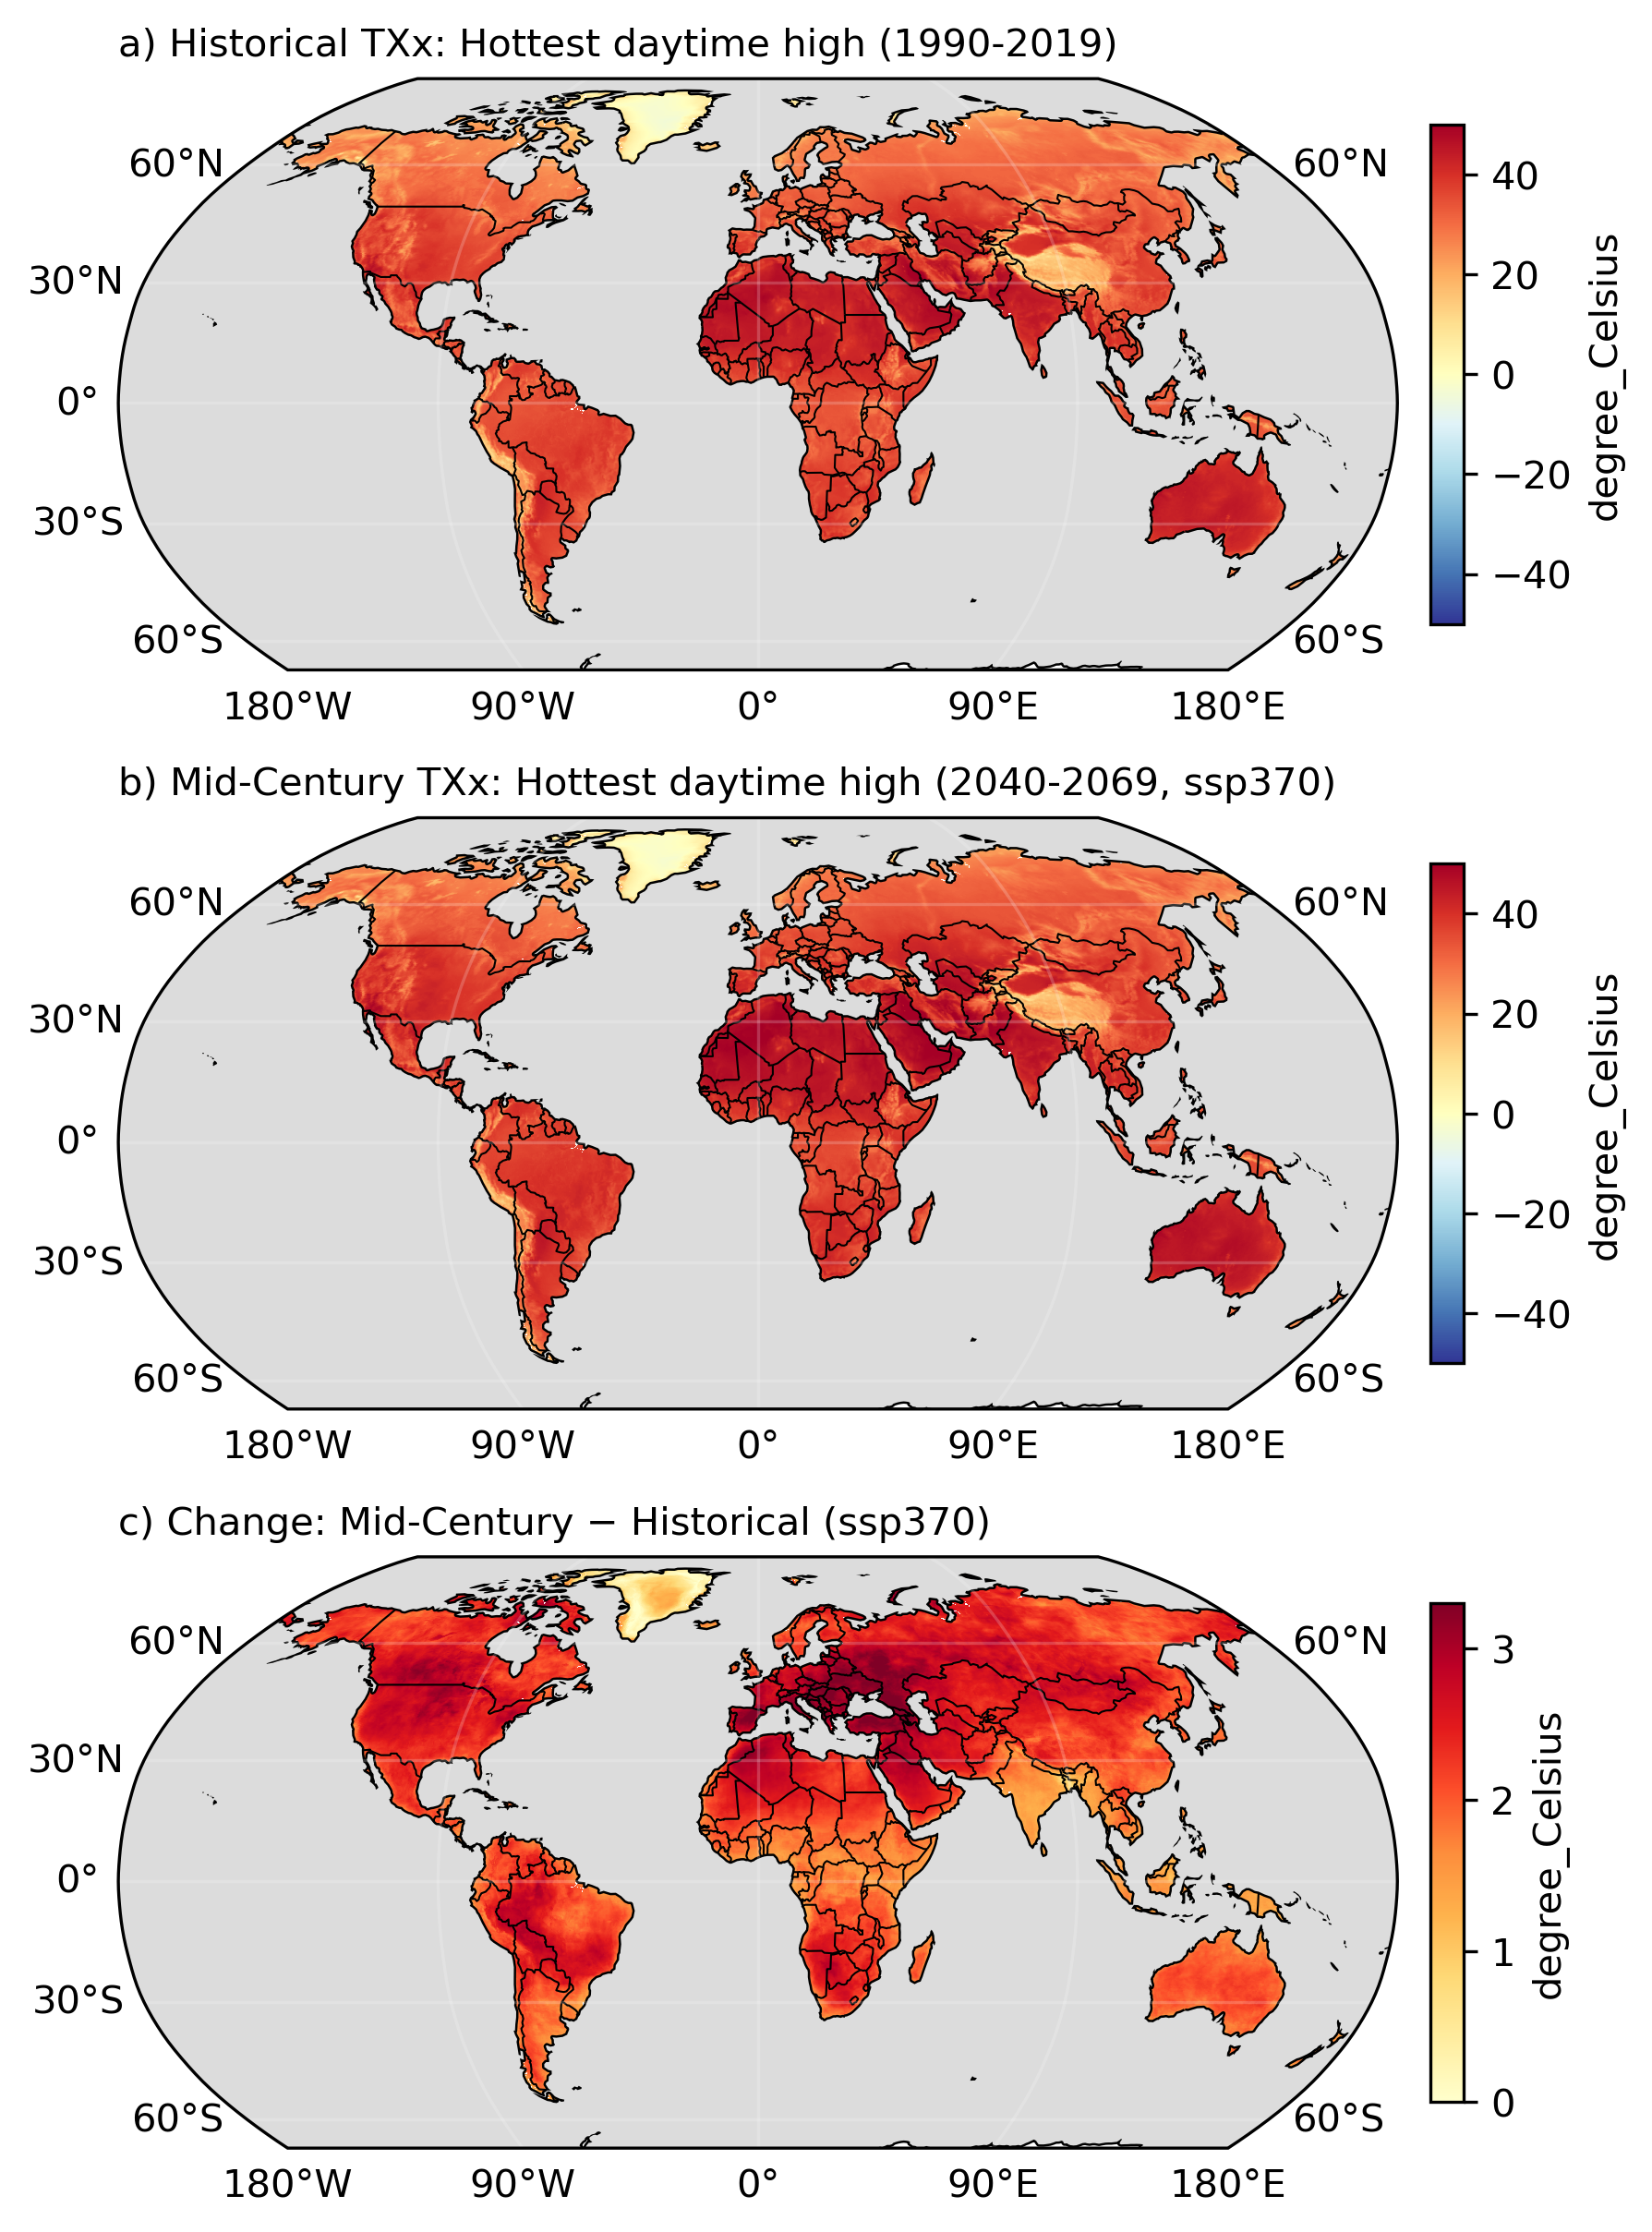 a) Historical TXx: Hottest daytime high (1990-2019)
60°N
60°N
30°N
0°
30°S
60°S
60°S
180°W 90°W 0° 90°E 180°E
40
20
0
−20
−40
degree_Celsius
b) Mid-Century TXx: Hottest daytime high (2040-2069, ssp370)
60°N
60°N
30°N
0°
30°S
60°S
60°S
180°W 90°W 0° 90°E 180°E
40
20
0
−20
−40
degree_Celsius
c) Change: Mid-Century − Historical (ssp370)
60°N
60°N
30°N
0°
30°S
60°S
60°S
180°W 90°W 0° 90°E 180°E
3
2
1
0
degree_Celsius